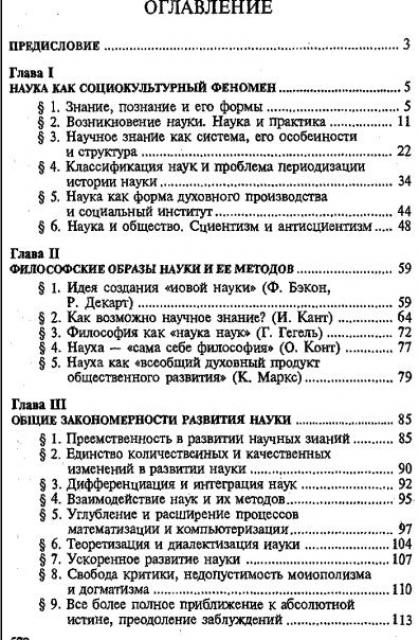 ОГЛАВЛЕНИЕ
ПРЕДИСЛОВИЕ 3
Глава I
НАУКА КАК СОЦИОКУЛЬТУРНЫЙ ФЕНОМЕН 5
§ 1. Знание, познание и его формы 5
§ 2. Возникновение науки. Наука и практика 11
§ 3. Научное знание как система, его особенности
и структура 22
§ 4. Классификация наук и проблема периодизации
истории науки 34
§ 5. Наука как форма духовного производства
и социальный институт 44
§ 6. Наука и общество. Сциентизм и антисциентизм 48
Глава II
ФИЛОСОФСКИЕ ОБРАЗЫ НАУКИ И ЕЕ МЕТОДОВ 59
§ 1. Идея создания «новой науки» (Ф. Бэкон,
Р. Декарт) 59
§ 2. Как возможно научное знание? (И. Кант) 64
§ 3. Философия как «наука наук» (Г. Гегель) 72
§ 4. Науха — «сама себе философия» (О. Конт) 77
§ 5. Наука как «всеобщий духовный продукт
общественного развития» (К. Маркс) 79
Глава III
ОБЩИЕ ЗАКОНОМЕРНОСТИ РАЗВИТИЯ НАУКИ 85
§ 1. Преемственность в развитии научных знаний 85
§ 2. Единство количественных и качественных
изменений в развитии науки 90
§ 3. Дифференциация и интеграция наук 92
§ 4. Взаимодействие наук и их методов 95
§ 5. Углубление и расширение процессов
математизации и компьютеризации 97
§ 6. Теоретизация и диалектизация науки 104
§ 7. Ускоренное развитие науки 107
§ 8. Свобода критики, недопустимость монополизма
и догматизма 110
§ 9. Все более полное приближение к абсолютной
истине, преодоление заблуждений 113